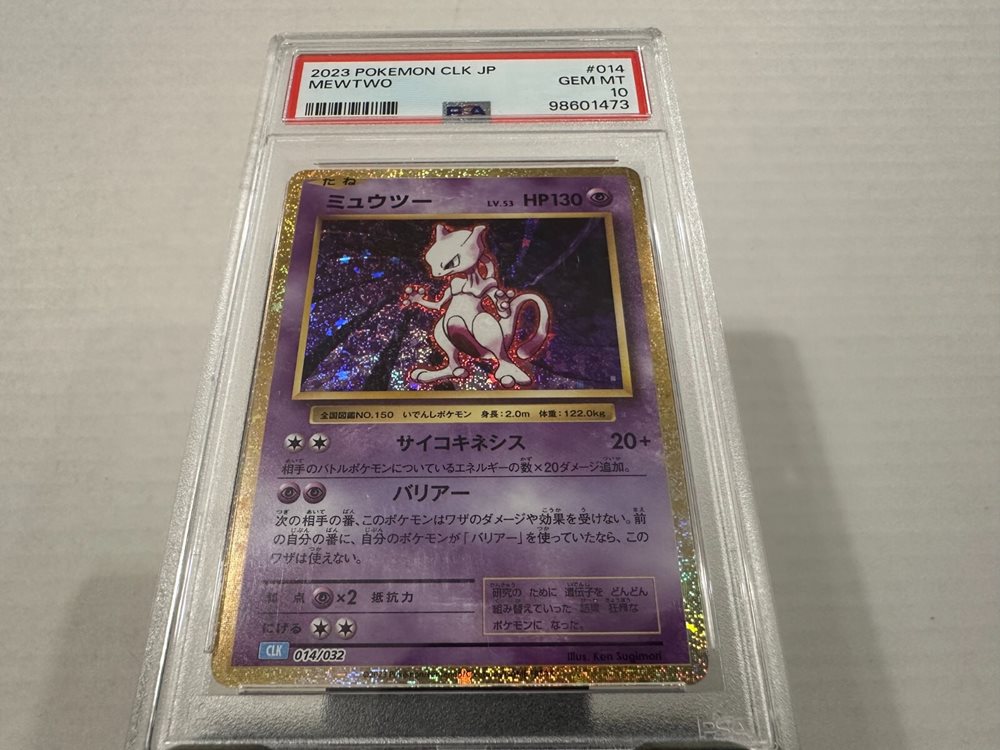 2023 POKEMON CLK JP #014
MEWTWO GEM MT
10
PSA 98601473
たね
ミュウツー LV.53 HP130
全国図鑑NO.150 いでんしポケモン 身長:2.0m 体重:122.0kg
サイコキネシス 20+
相手のバトルポケモンについているエネルギーの数×20ダメージ追加。
バリアー
次の相手の番、このポケモンはワザのダメージや効果を受けない。前
の自分の番に、自分のポケモンが「バリアー」を使っていたなら、この
ワザは使えない。
弱点 ×2 抵抗力
にげる
研究の ために 遺伝子を どんどん
組み替えていった 結果 狂暴な
ポケモンに なった。
CLK 014/032 Illus. Ken Sugimori
PSA